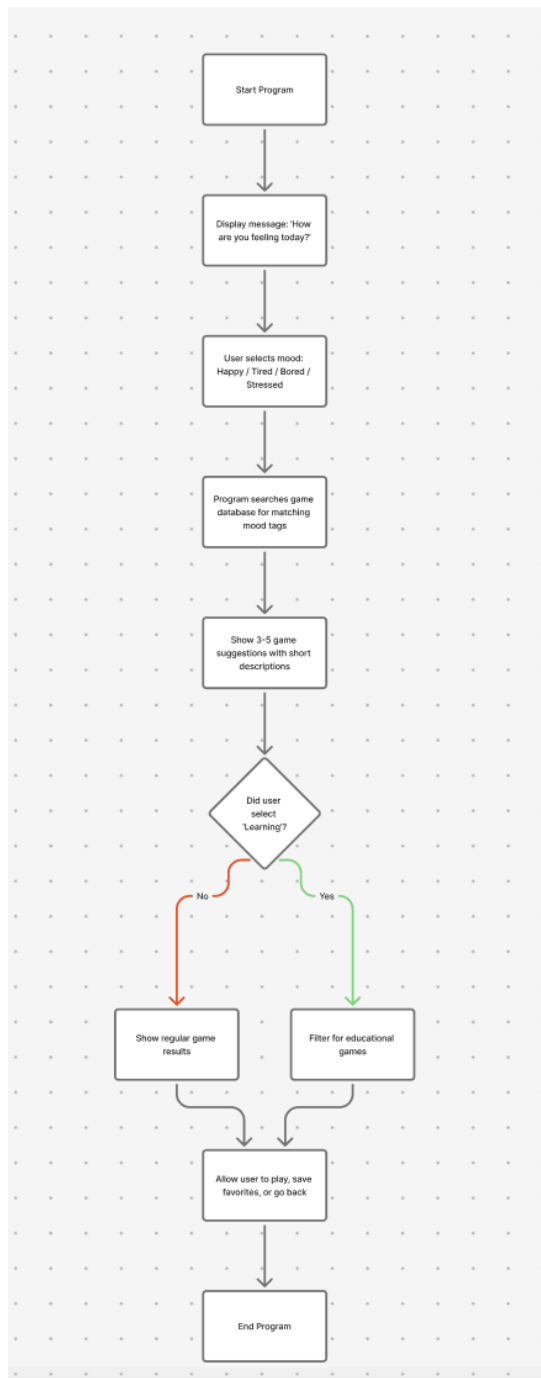 Start Program
Display message: 'How
are you feeling today?'
User selects mood:
Happy / Tired / Bored /
Stressed
Program searches game
database for matching
mood tags
Show 3-5 game
suggestions with short
descriptions
Did user
select
'Learning'?
No
Yes
Show regular game
results
Filter for educational
games
Allow user to play, save
favorites, or go back
End Program